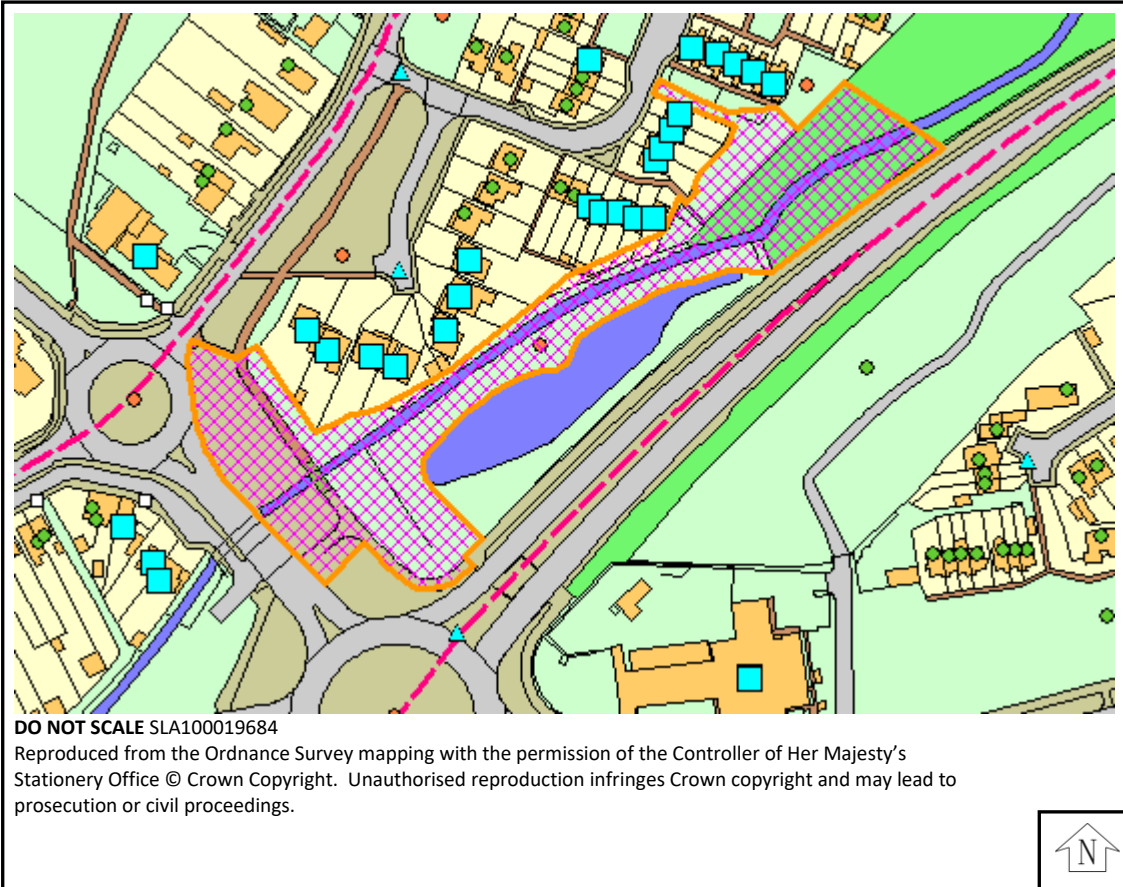 DO NOT SCALE SLA100019684
Reproduced from the Ordnance Survey mapping with the permission of the Controller of Her Majesty's
Stationery Office © Crown Copyright.  Unauthorised reproduction infringes Crown copyright and may lead to
prosecution or civil proceedings.
N